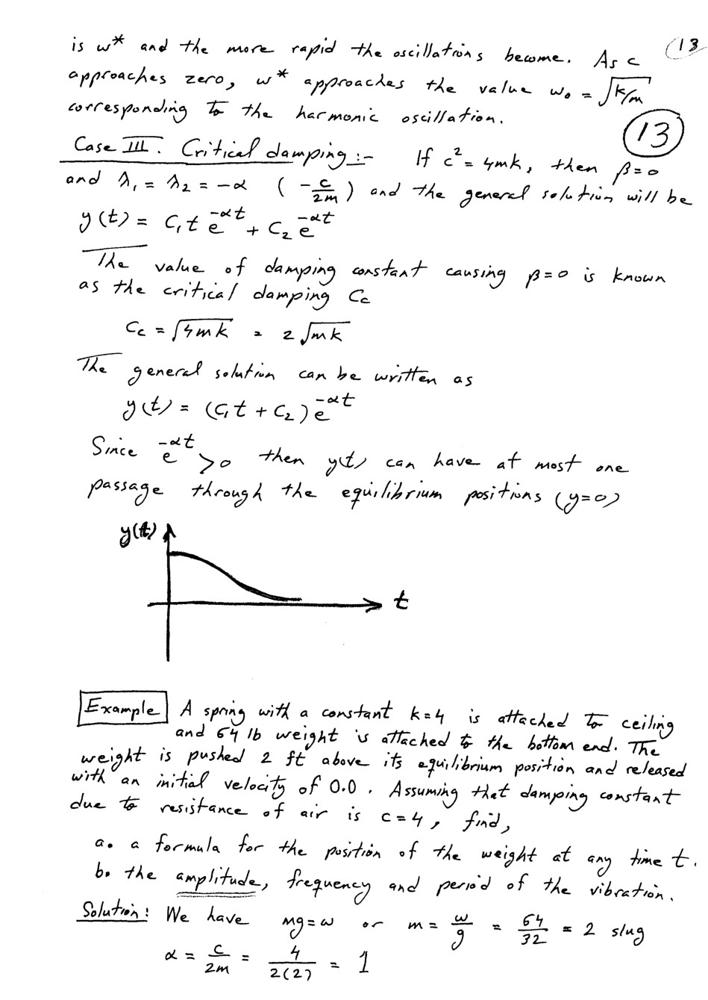 is w* and the more rapid the oscillations become. As c 13
approaches zero, w* approaches the value w₀ = √k/m
corresponding to the harmonic oscillation.
13
Case III. Critical damping :- If c² = 4mk, then β=0
and λ₁ = λ₂ = -α (-c/2m) and the general solution will be
y(t) = C₁ t e^-αt + C₂ e^-αt
The value of damping constant causing β=0 is known
as the critical damping Cc
Cc = √4mk = 2 √mk
The general solution can be written as
y(t) = (C₁t + C₂) e^-αt
Since e^-αt > 0 then y(t) can have at most one
passage through the equilibrium positions (y=0)
y(t)
t
Example A spring with a constant k=4 is attached to ceiling
and 64 lb weight is attached to the bottom end. The
weight is pushed 2 ft above its equilibrium position and released
with an initial velocity of 0.0. Assuming that damping constant
due to resistance of air is c=4, find,
a. a formula for the position of the weight at any time t.
b. the amplitude, frequency and period of the vibration.
Solution: We have mg=w or m = w/g = 64/32 = 2 slug
α = c/2m = 4/2(2) = 1